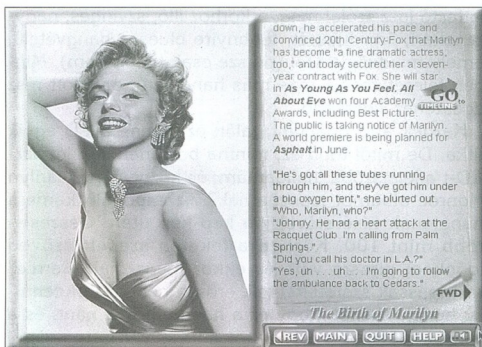 down, he accelerated his pace and
convinced 20th Century-Fox that Marilyn
has become "a fine dramatic actress,
too," and today secured her a seven-
year contract with Fox. She will star
in As Young As You Feel. All
About Eve won four Academy
Awards, including Best Picture.
The public is taking notice of Marilyn.
A world premiere is being planned for
Asphalt in June.
GO to
TIMELINE
"He's got all these tubes running
through him, and they've got him under
a big oxygen tent," she blurted out.
"Who, Marilyn, who?"
"Johnny. He had a heart attack at the
Racquet Club. I'm calling from Palm
Springs."
"Did you call his doctor in L.A.?"
"Yes, uh . . . uh . . . I'm going to follow
the ambulance back to Cedars."
FWD
The Birth of Marilyn
REV MAIN QUIT HELP